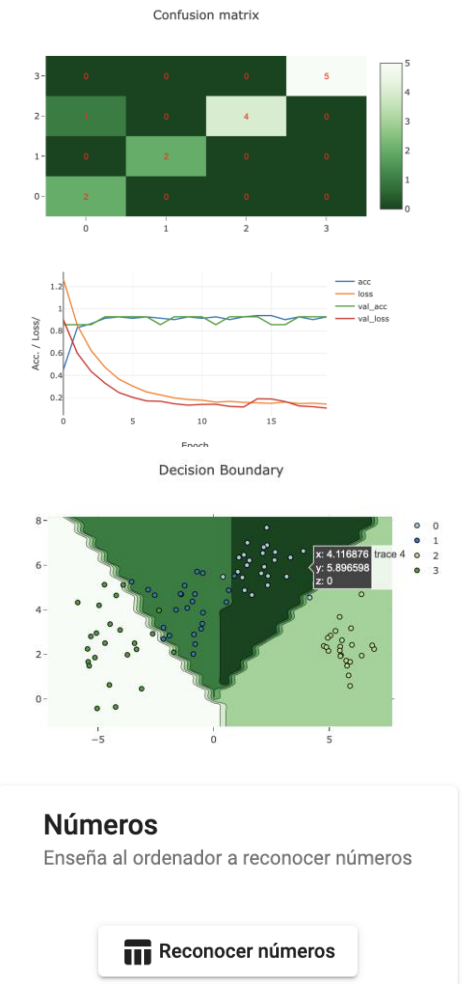 Confusion matrix
3
0 0 0 5
2
1 0 4 0
1
0 2 0 0
0
2 0 0 0
0 1 2 3
5
4
3
2
1
0
1.2
1
0.8
0.6
0.4
0.2
Acc. / Loss/
0 5 10 15
Epoch
acc
loss
val_acc
val_loss
Decision Boundary
8
6
4
2
0
−5 0 5
x: 4.116876 trace 4
y: 5.896598
z: 0
0
1
2
3
Números
Enseña al ordenador a reconocer números
Reconocer números